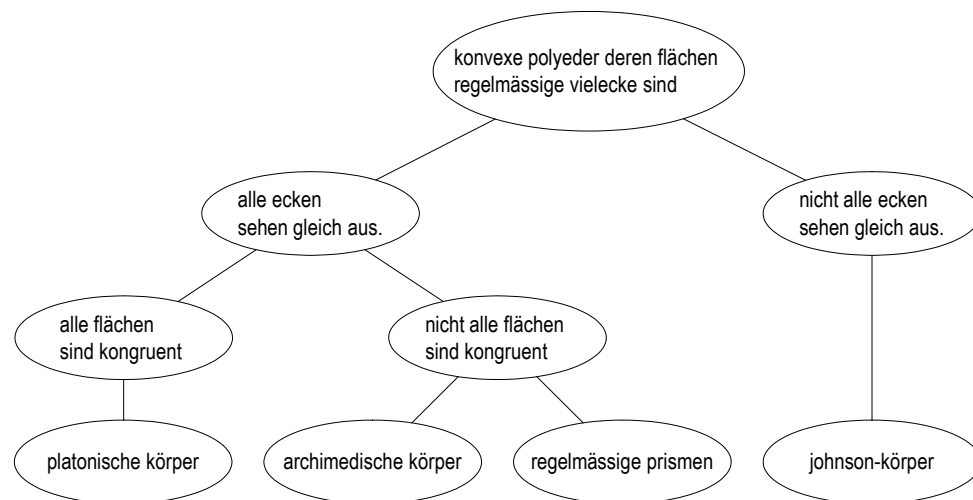 konvexe polyeder deren flächen
regelmässige vielecke sind
alle ecken
sehen gleich aus.
nicht alle ecken
sehen gleich aus.
alle flächen
sind kongruent
nicht alle flächen
sind kongruent
platonische körper
archimedische körper
regelmässige prismen
johnson-körper